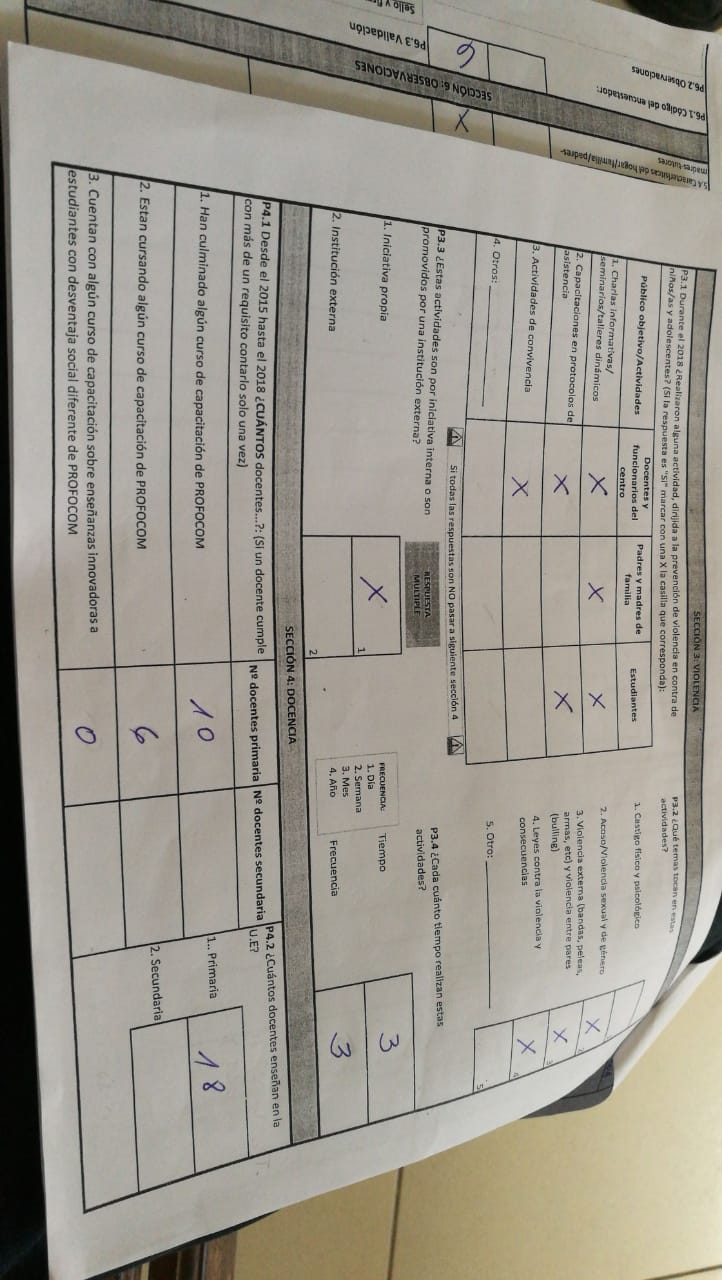 SECCIÓN 3: VIOLENCIA
P3.1 Durante el 2018 ¿Realizaron alguna actividad, dirijida a la prevención de violencia en contra de
niños/as y adolescentes? (Si la respuesta es "Si" marcar con una X la casilla que corresponda):
Público objetivo/Actividades
Docentes y
funcionarios del
centro
Padres y madres de
familia
Estudiantes
1. Charlas informativas/
seminarios/talleres dinámicos
X X X
2. Capacitaciones en protocolos de
asistencia
X X
3. Actividades de convivencia
X
4. Otros:
P3.2 ¿Qué temas tocan en estas
actividades?
1. Castigo físico y psicológico
2. Acoso/Violencia sexual y de género
X 2
3. Violencia externa (bandas, peleas,
armas, etc) y violencia entre pares
(bulling)
X 3
4. Leyes contra la violencia y
consecuencias
X 4
5. Otro:
5
Si todas las respuestas son NO pasar a siguiente sección 4
P3.3 ¿Estas actividades son por iniciativa interna o son
promovidos por una institución externa?
RESPUESTA
MULTIPLE
1. Iniciativa propia
X 1
2. Institución externa
2
P3.4 ¿Cada cuánto tiempo realizan estas
actividades?
FRECUENCIA:
1. Día
2. Semana
3. Mes
4. Año
Tiempo
3
Frecuencia
3
SECCIÓN 4: DOCENCIA
P4.1 Desde el 2015 hasta el 2018 ¿CUÁNTOS docentes...?: (Si un docente cumple
con más de un requisito contarlo solo una vez)
Nº docentes primaria
Nº docentes secundaria
1. Han culminado algún curso de capacitación de PROFOCOM
10
2. Estan cursando algún curso de capacitación de PROFOCOM
6
3. Cuentan con algún curso de capacitación sobre enseñanzas innovadoras a
estudiantes con desventaja social diferente de PROFOCOM
0
P4.2 ¿Cuántos docentes enseñan en la
U.E?
1.. Primaria
18
2. Secundaria
5.4 Características del hogar/familia/padres-
madres-tutores
X
SECCIÓN 6: OBSERVACIONES
P6.1 Código del encuestador:
6
P6.2 Observaciones
P6.3 Validación